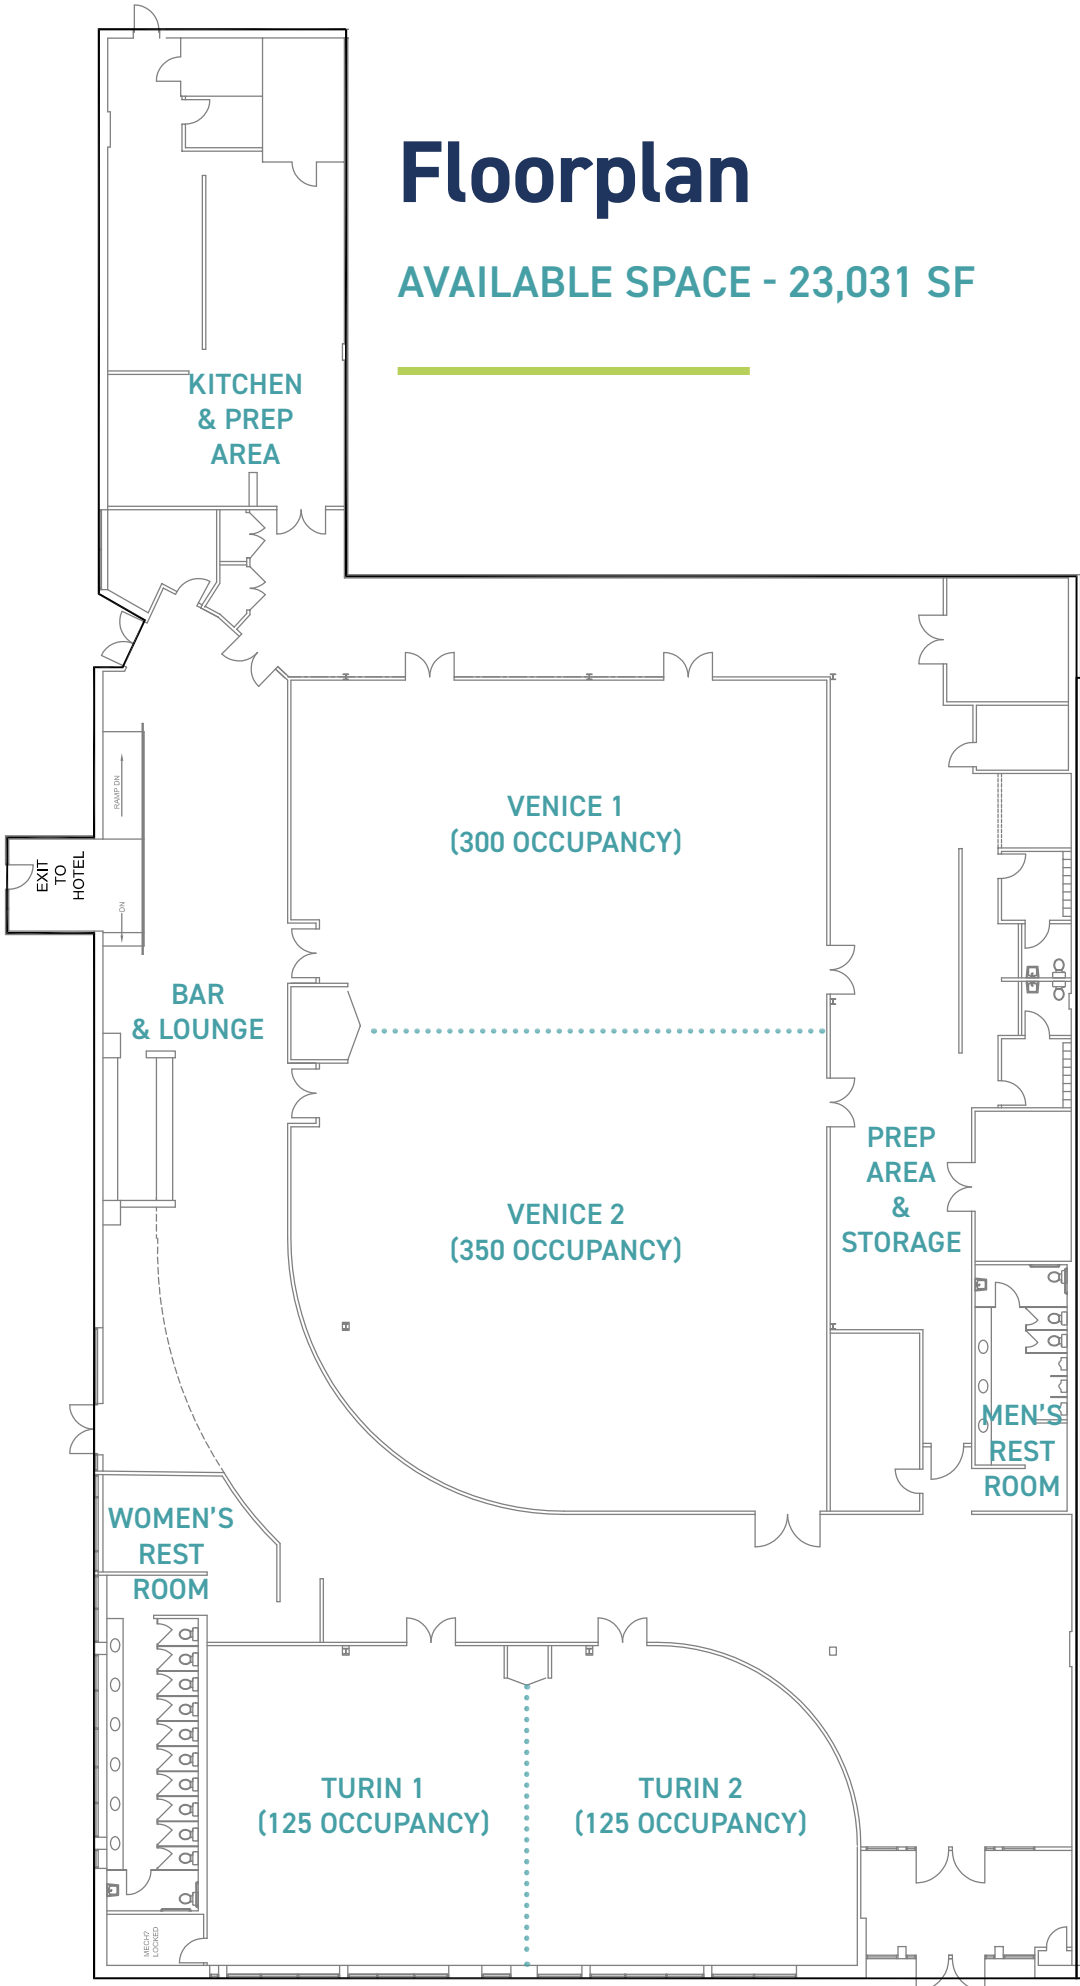 Floorplan
AVAILABLE SPACE - 23,031 SF
KITCHEN
& PREP
AREA
VENICE 1
(300 OCCUPANCY)
RAMP DN
EXIT
TO
HOTEL
DN
BAR
& LOUNGE
PREP
AREA
&
STORAGE
VENICE 2
(350 OCCUPANCY)
MEN'S
REST
ROOM
WOMEN'S
REST
ROOM
TURIN 1
(125 OCCUPANCY)
TURIN 2
(125 OCCUPANCY)
MECH?
LOCKED